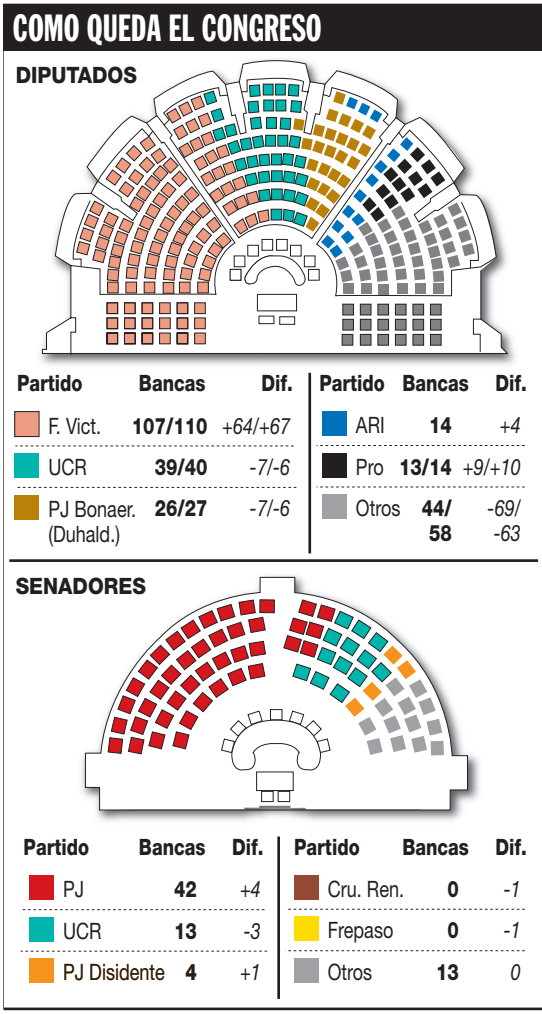 COMO QUEDA EL CONGRESO
DIPUTADOS
Partido Bancas Dif.
F. Vict. 107/110 +64/+67
UCR 39/40 -7/-6
PJ Bonaer. 26/27 -7/-6
(Duhald.)
Partido Bancas Dif.
ARI 14 +4
Pro 13/14 +9/+10
Otros 44/ -69/
58 -63
SENADORES
Partido Bancas Dif.
PJ 42 +4
UCR 13 -3
PJ Disidente 4 +1
Partido Bancas Dif.
Cru. Ren. 0 -1
Frepaso 0 -1
Otros 13 0